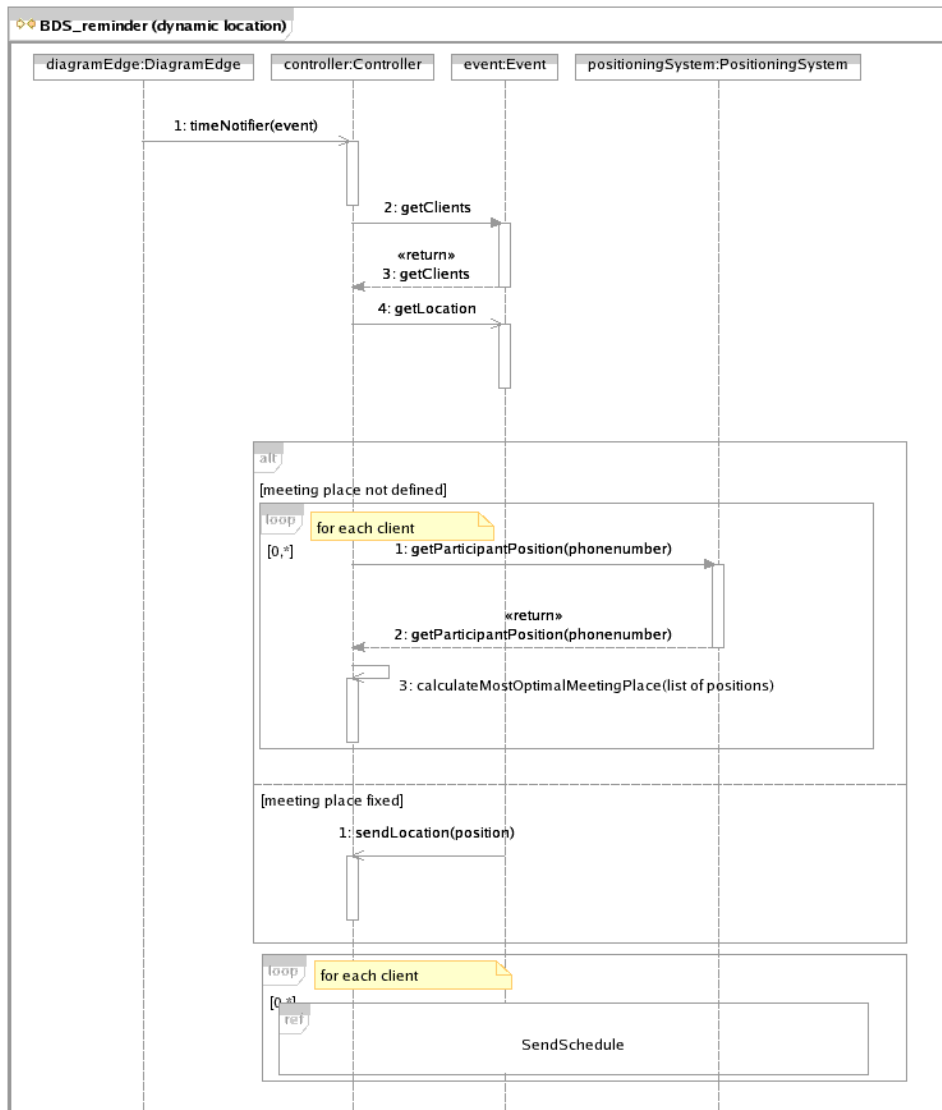 BDS_reminder (dynamic location)
diagramEdge:DiagramEdge
controller:Controller
event:Event
positioningSystem:PositioningSystem
1: timeNotifier(event)
2: getClients
«return»
3: getClients
4: getLocation
alt
[meeting place not defined]
loop
for each client
[0,*]
1: getParticipantPosition(phonenumber)
«return»
2: getParticipantPosition(phonenumber)
3: calculateMostOptimalMeetingPlace(list of positions)
[meeting place fixed]
1: sendLocation(position)
loop
for each client
[0,*]
ref
SendSchedule